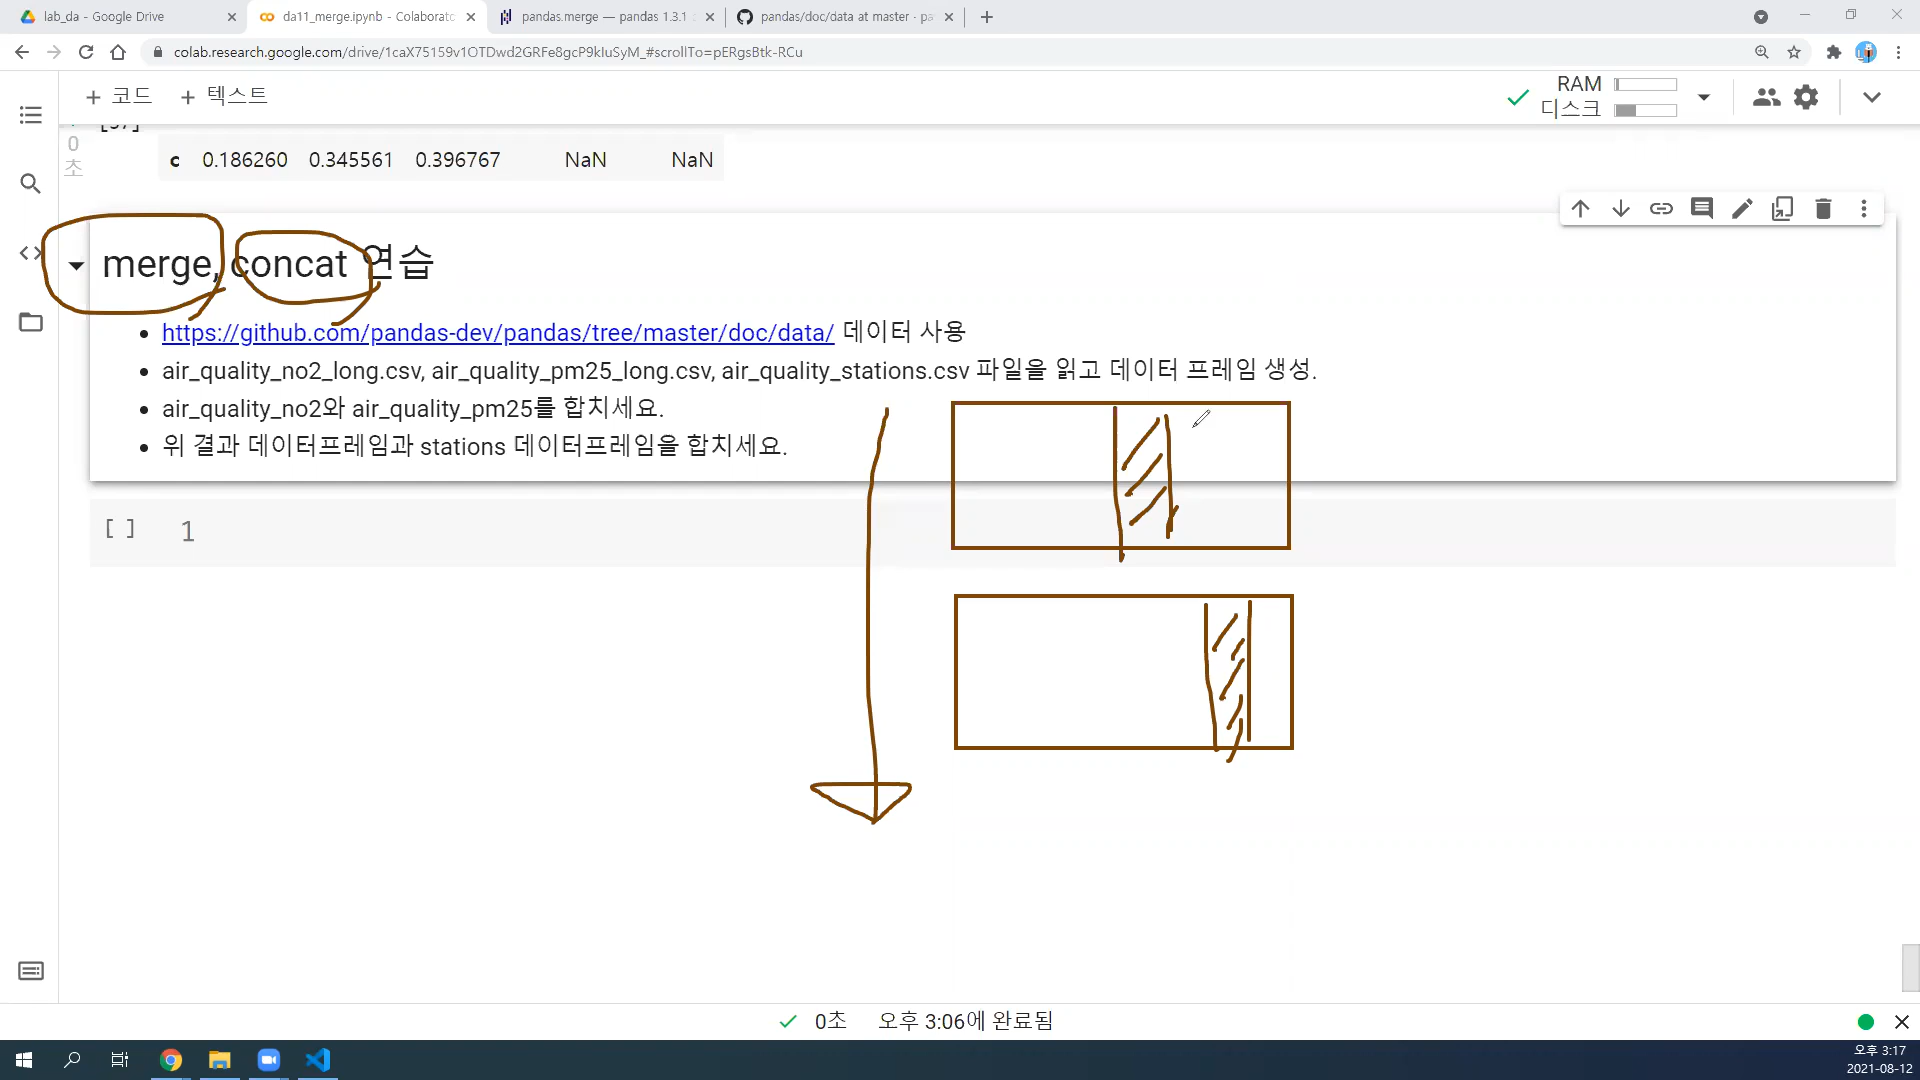 lab_da - Google Drive
da11_merge.ipynb - Colaborato
pandas.merge — pandas 1.3.1
pandas/doc/data at master · pa
colab.research.google.com/drive/1caX75159v1OTDwd2GRFe8gcP9kIuSyM_#scrollTo=pERgsBtk-RCu
+ 코드 + 텍스트
RAM
디스크
0
초
c 0.186260 0.345561 0.396767 NaN NaN
merge, concat 연습
https://github.com/pandas-dev/pandas/tree/master/doc/data/ 데이터 사용
air_quality_no2_long.csv, air_quality_pm25_long.csv, air_quality_stations.csv 파일을 읽고 데이터 프레임 생성.
air_quality_no2와 air_quality_pm25를 합치세요.
위 결과 데이터프레임과 stations 데이터프레임을 합치세요.
[ ] 1
0초 오후 3:06에 완료됨
오후 3:17
2021-08-12